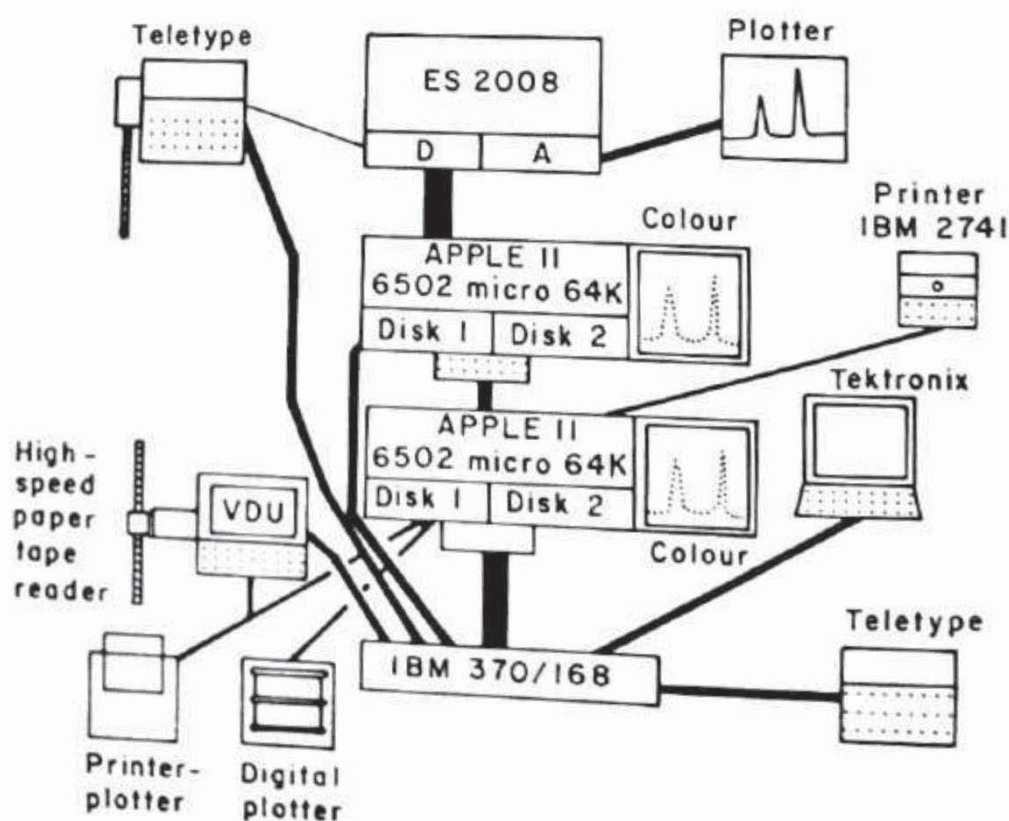 Teletype
ES 2008
D
A
Plotter
Printer
IBM 2741
Colour
APPLE II
6502 micro 64K
Disk 1
Disk 2
Tektronix
APPLE II
6502 micro 64K
Disk 1
Disk 2
Colour
High-
speed
paper
tape
reader
VDU
IBM 370/168
Teletype
Printer-
plotter
Digital
plotter